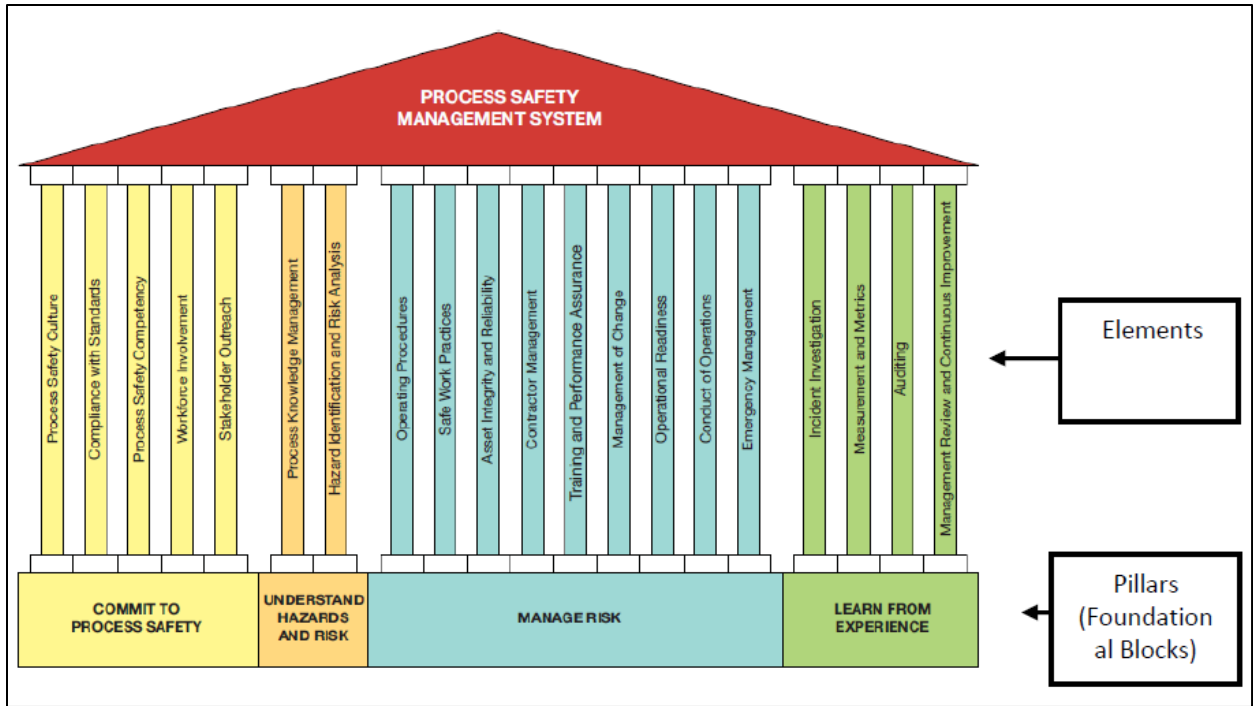 PROCESS SAFETY
MANAGEMENT SYSTEM
Process Safety Culture
Compliance with Standards
Process Safety Competency
Workforce Involvement
Stakeholder Outreach
Process Knowledge Management
Hazard Identification and Risk Analysis
Operating Procedures
Safe Work Practices
Asset Integrity and Reliability
Contractor Management
Training and Performance Assurance
Management of Change
Operational Readiness
Conduct of Operations
Emergency Management
Incident Investigation
Measurement and Metrics
Auditing
Management Review and Continuous Improvement
Elements
COMMIT TO
PROCESS SAFETY
UNDERSTAND
HAZARDS
AND RISK
MANAGE RISK
LEARN FROM
EXPERIENCE
Pillars
(Foundation
al Blocks)